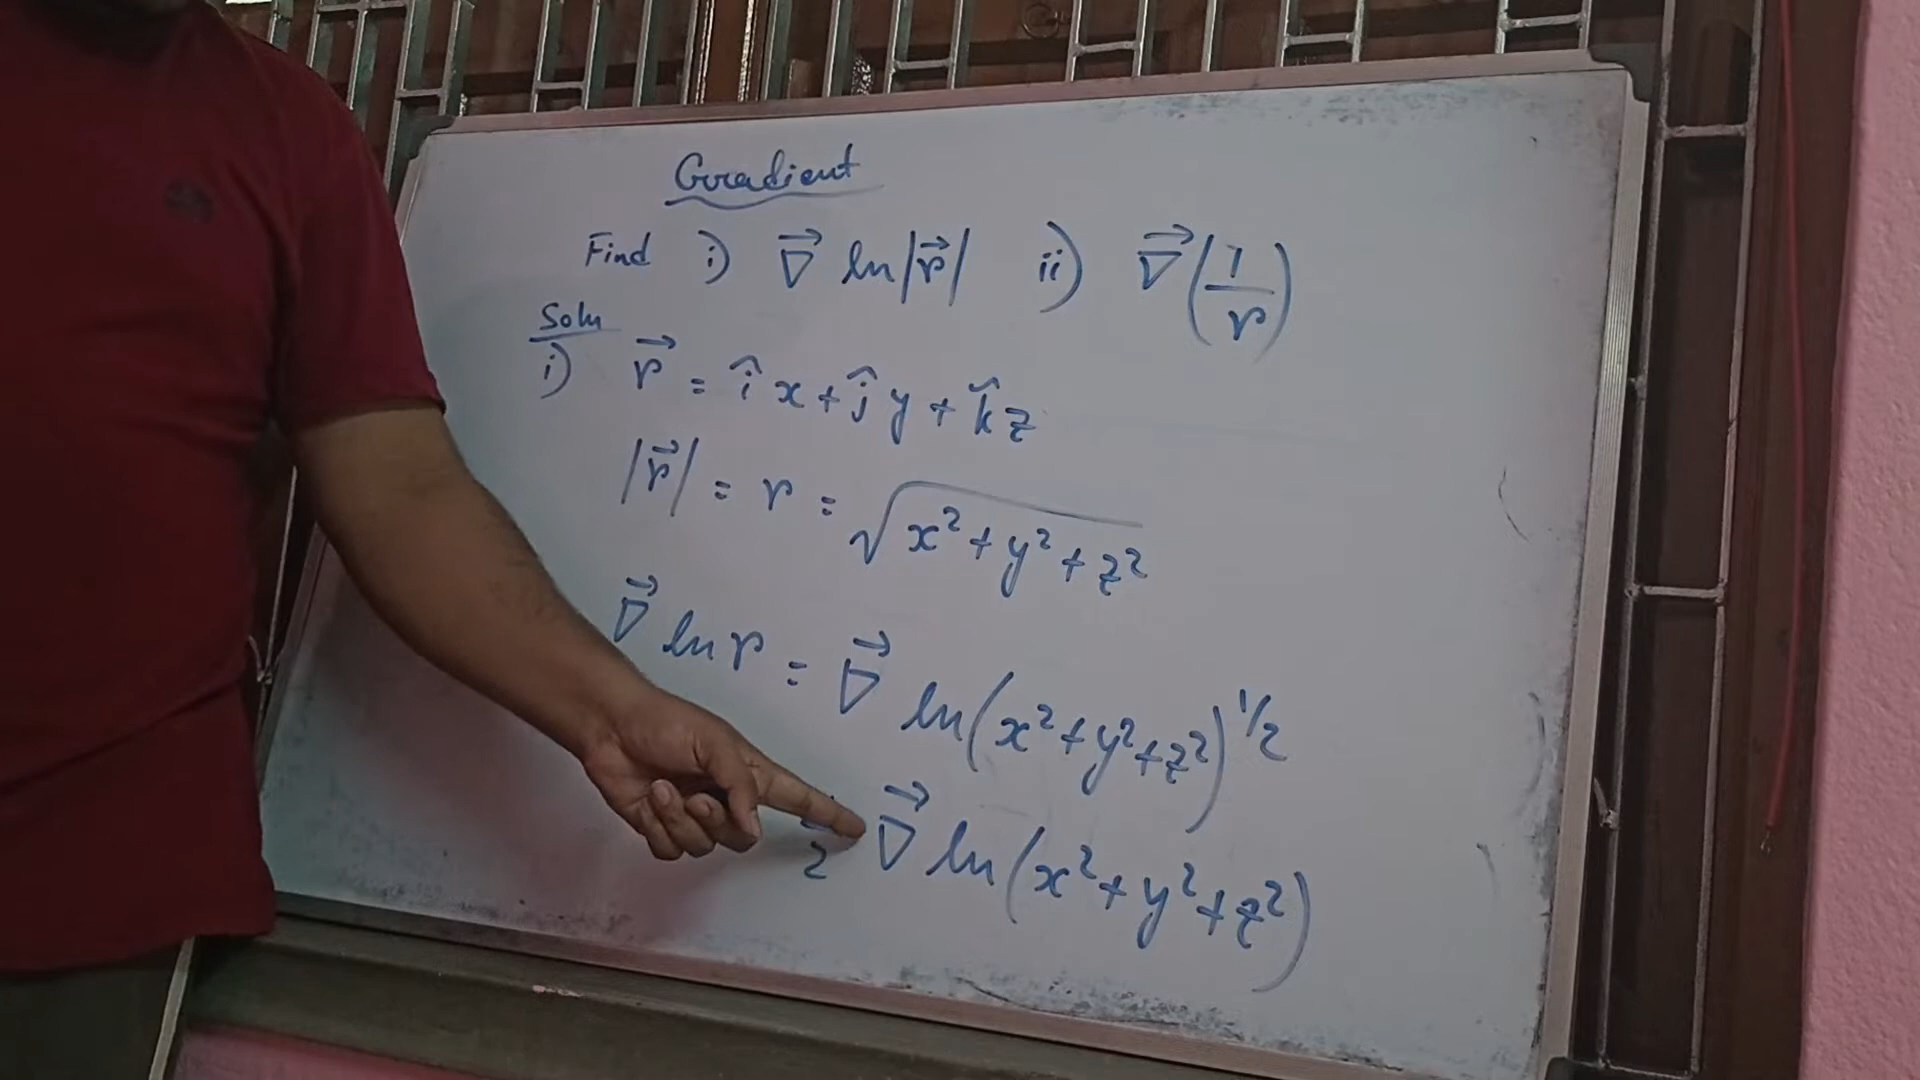 Gradient
Find i) ∇⃗ ln|r⃗| ii) ∇⃗(1/r)
Soln
i) r⃗ = î x + ĵ y + k̂ z
|r⃗| = r = √(x² + y² + z²)
∇⃗ ln r = ∇⃗ ln(x² + y² + z²)^1/2
2 ∇⃗ ln(x² + y² + z²)